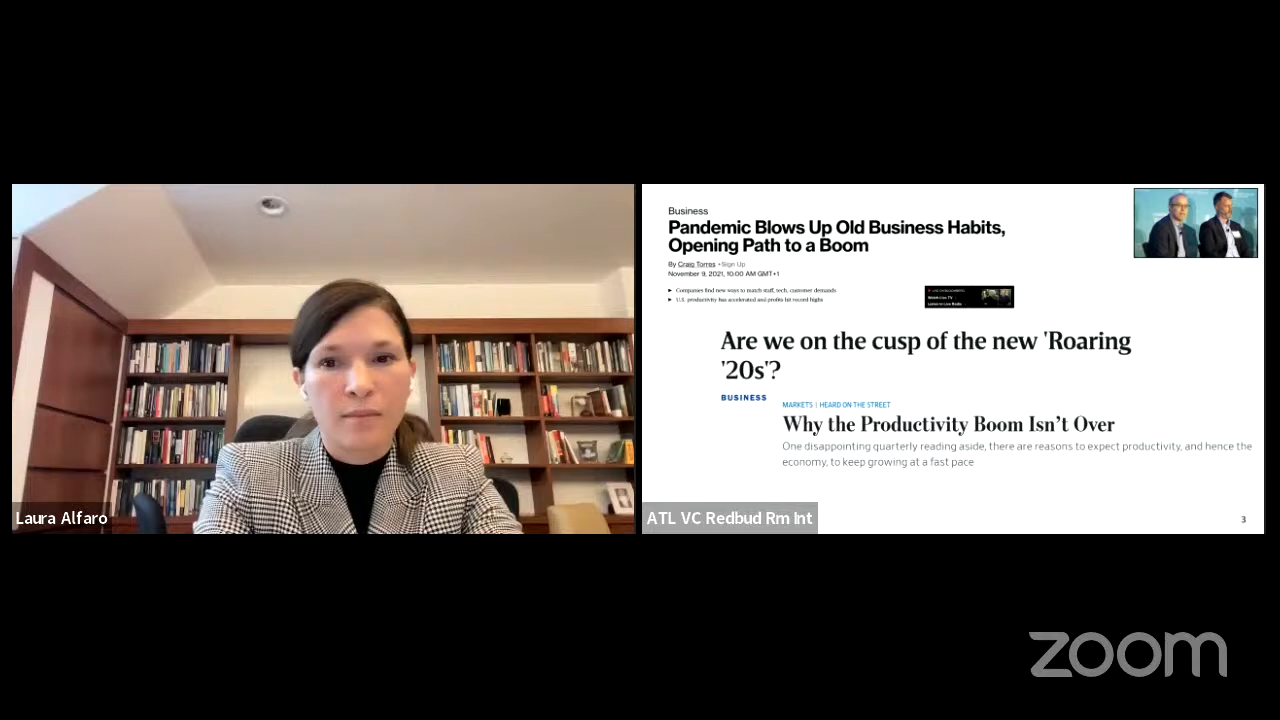 Business
Pandemic Blows Up Old Business Habits,
Opening Path to a Boom
By Craig Torres +Sign Up
November 9, 2021, 10:00 AM GMT+1
▸ Companies find new ways to match staff, tech, customer demands
▸ U.S. productivity has accelerated and profits hit record highs
Are we on the cusp of the new 'Roaring
'20s'?
BUSINESS
MARKETS | HEARD ON THE STREET
Why the Productivity Boom Isn't Over
One disappointing quarterly reading aside, there are reasons to expect productivity, and hence the
economy, to keep growing at a fast pace
3
Laura Alfaro
ATL VC Redbud Rm Int
zoom